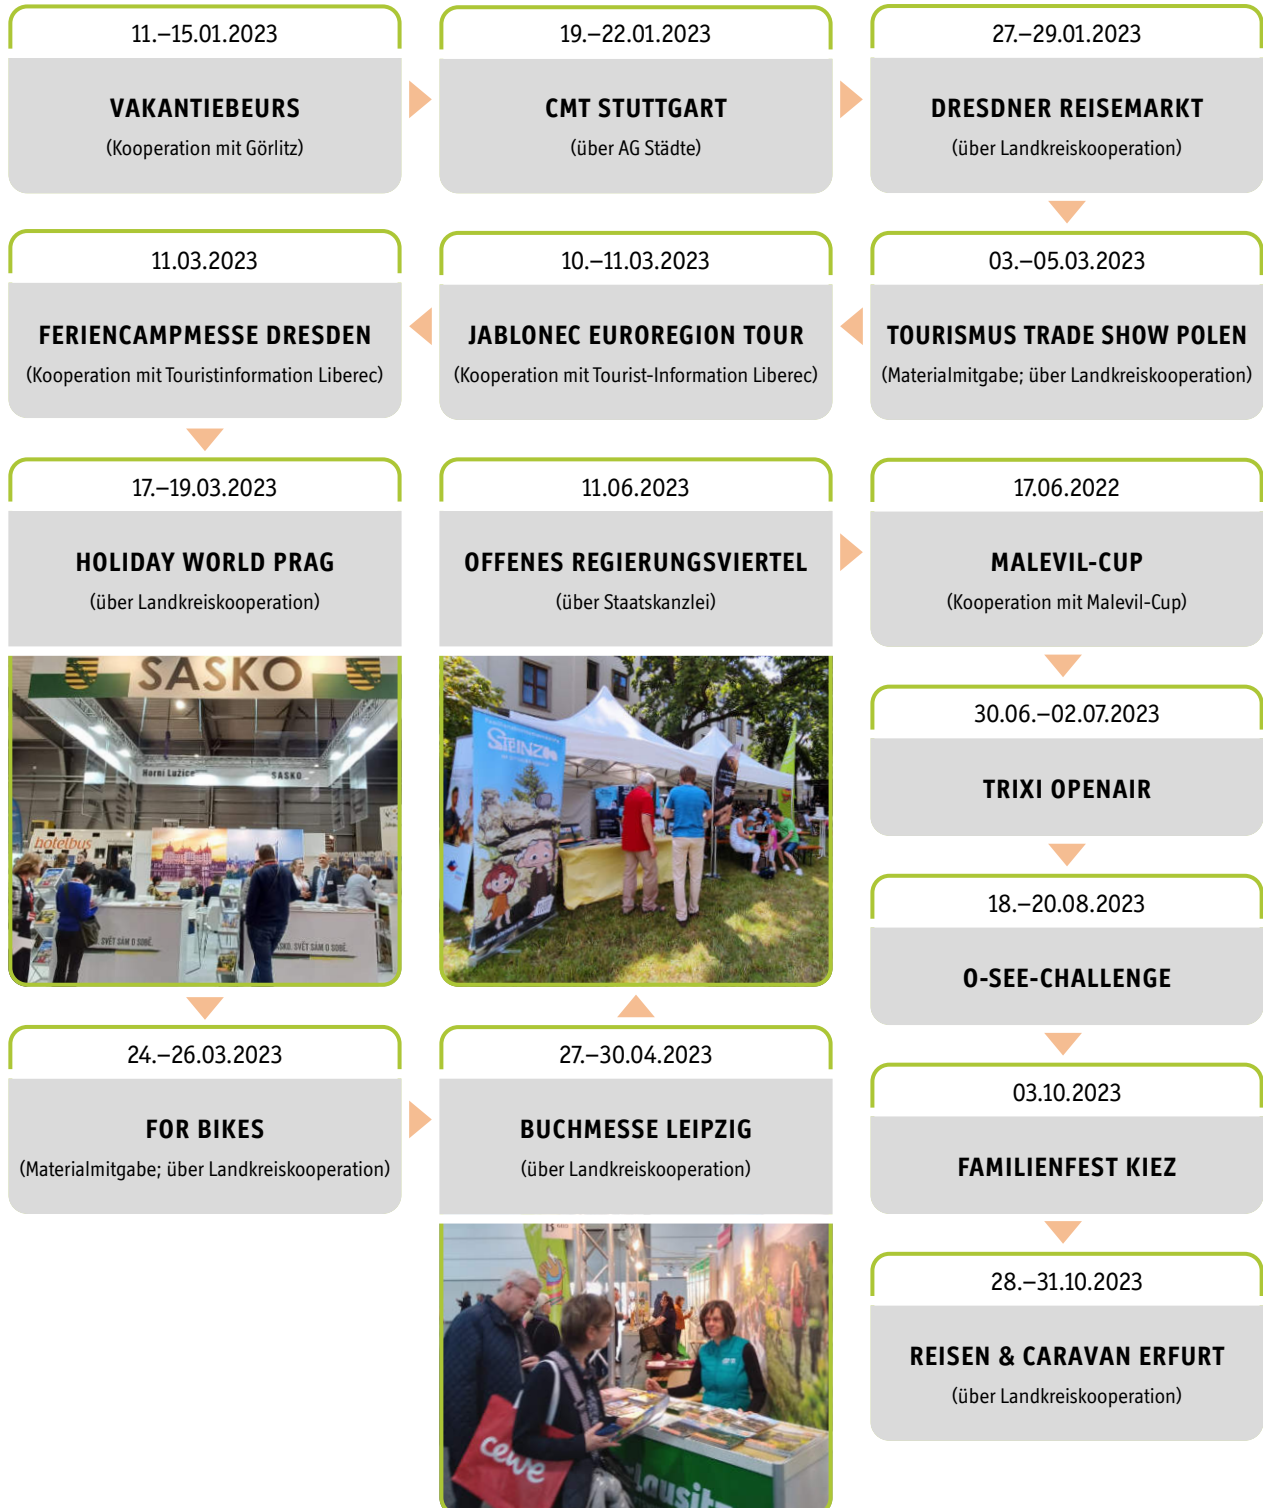 11.–15.01.2023
VAKANTIEBEURS
(Kooperation mit Görlitz)
19.–22.01.2023
CMT STUTTGART
(über AG Städte)
27.–29.01.2023
DRESDNER REISEMARKT
(über Landkreiskooperation)
03.–05.03.2023
TOURISMUS TRADE SHOW POLEN
(Materialmitgabe; über Landkreiskooperation)
10.–11.03.2023
JABLONEC EUROREGION TOUR
(Kooperation mit Tourist-Information Liberec)
11.03.2023
FERIENCAMPMESSE DRESDEN
(Kooperation mit Touristinformation Liberec)
17.–19.03.2023
HOLIDAY WORLD PRAG
(über Landkreiskooperation)
SASKO
Horní Lužice
SASKO
hotelbus
SVĚT SÁM O SOBĚ.
SASKO. SVĚT SÁM O SOBĚ.
24.–26.03.2023
FOR BIKES
(Materialmitgabe; über Landkreiskooperation)
27.–30.04.2023
BUCHMESSE LEIPZIG
(über Landkreiskooperation)
cewe
Lausitz
11.06.2023
OFFENES REGIERUNGSVIERTEL
(über Staatskanzlei)
17.06.2022
MALEVIL-CUP
(Kooperation mit Malevil-Cup)
30.06.–02.07.2023
TRIXI OPENAIR
18.–20.08.2023
O-SEE-CHALLENGE
03.10.2023
FAMILIENFEST KIEZ
28.–31.10.2023
REISEN & CARAVAN ERFURT
(über Landkreiskooperation)